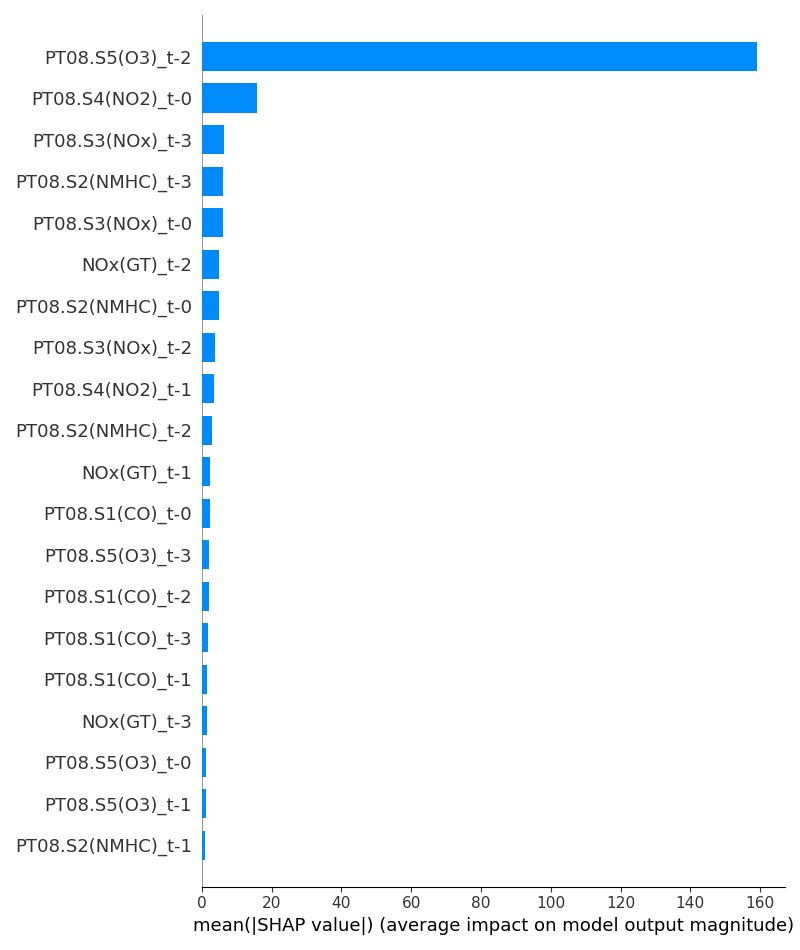 PT08.S5(O3)_t-2
PT08.S4(NO2)_t-0
PT08.S3(NOx)_t-3
PT08.S2(NMHC)_t-3
PT08.S3(NOx)_t-0
NOx(GT)_t-2
PT08.S2(NMHC)_t-0
PT08.S3(NOx)_t-2
PT08.S4(NO2)_t-1
PT08.S2(NMHC)_t-2
NOx(GT)_t-1
PT08.S1(CO)_t-0
PT08.S5(O3)_t-3
PT08.S1(CO)_t-2
PT08.S1(CO)_t-3
PT08.S1(CO)_t-1
NOx(GT)_t-3
PT08.S5(O3)_t-0
PT08.S5(O3)_t-1
PT08.S2(NMHC)_t-1
0 20 40 60 80 100 120 140 160
mean(|SHAP value|) (average impact on model output magnitude)